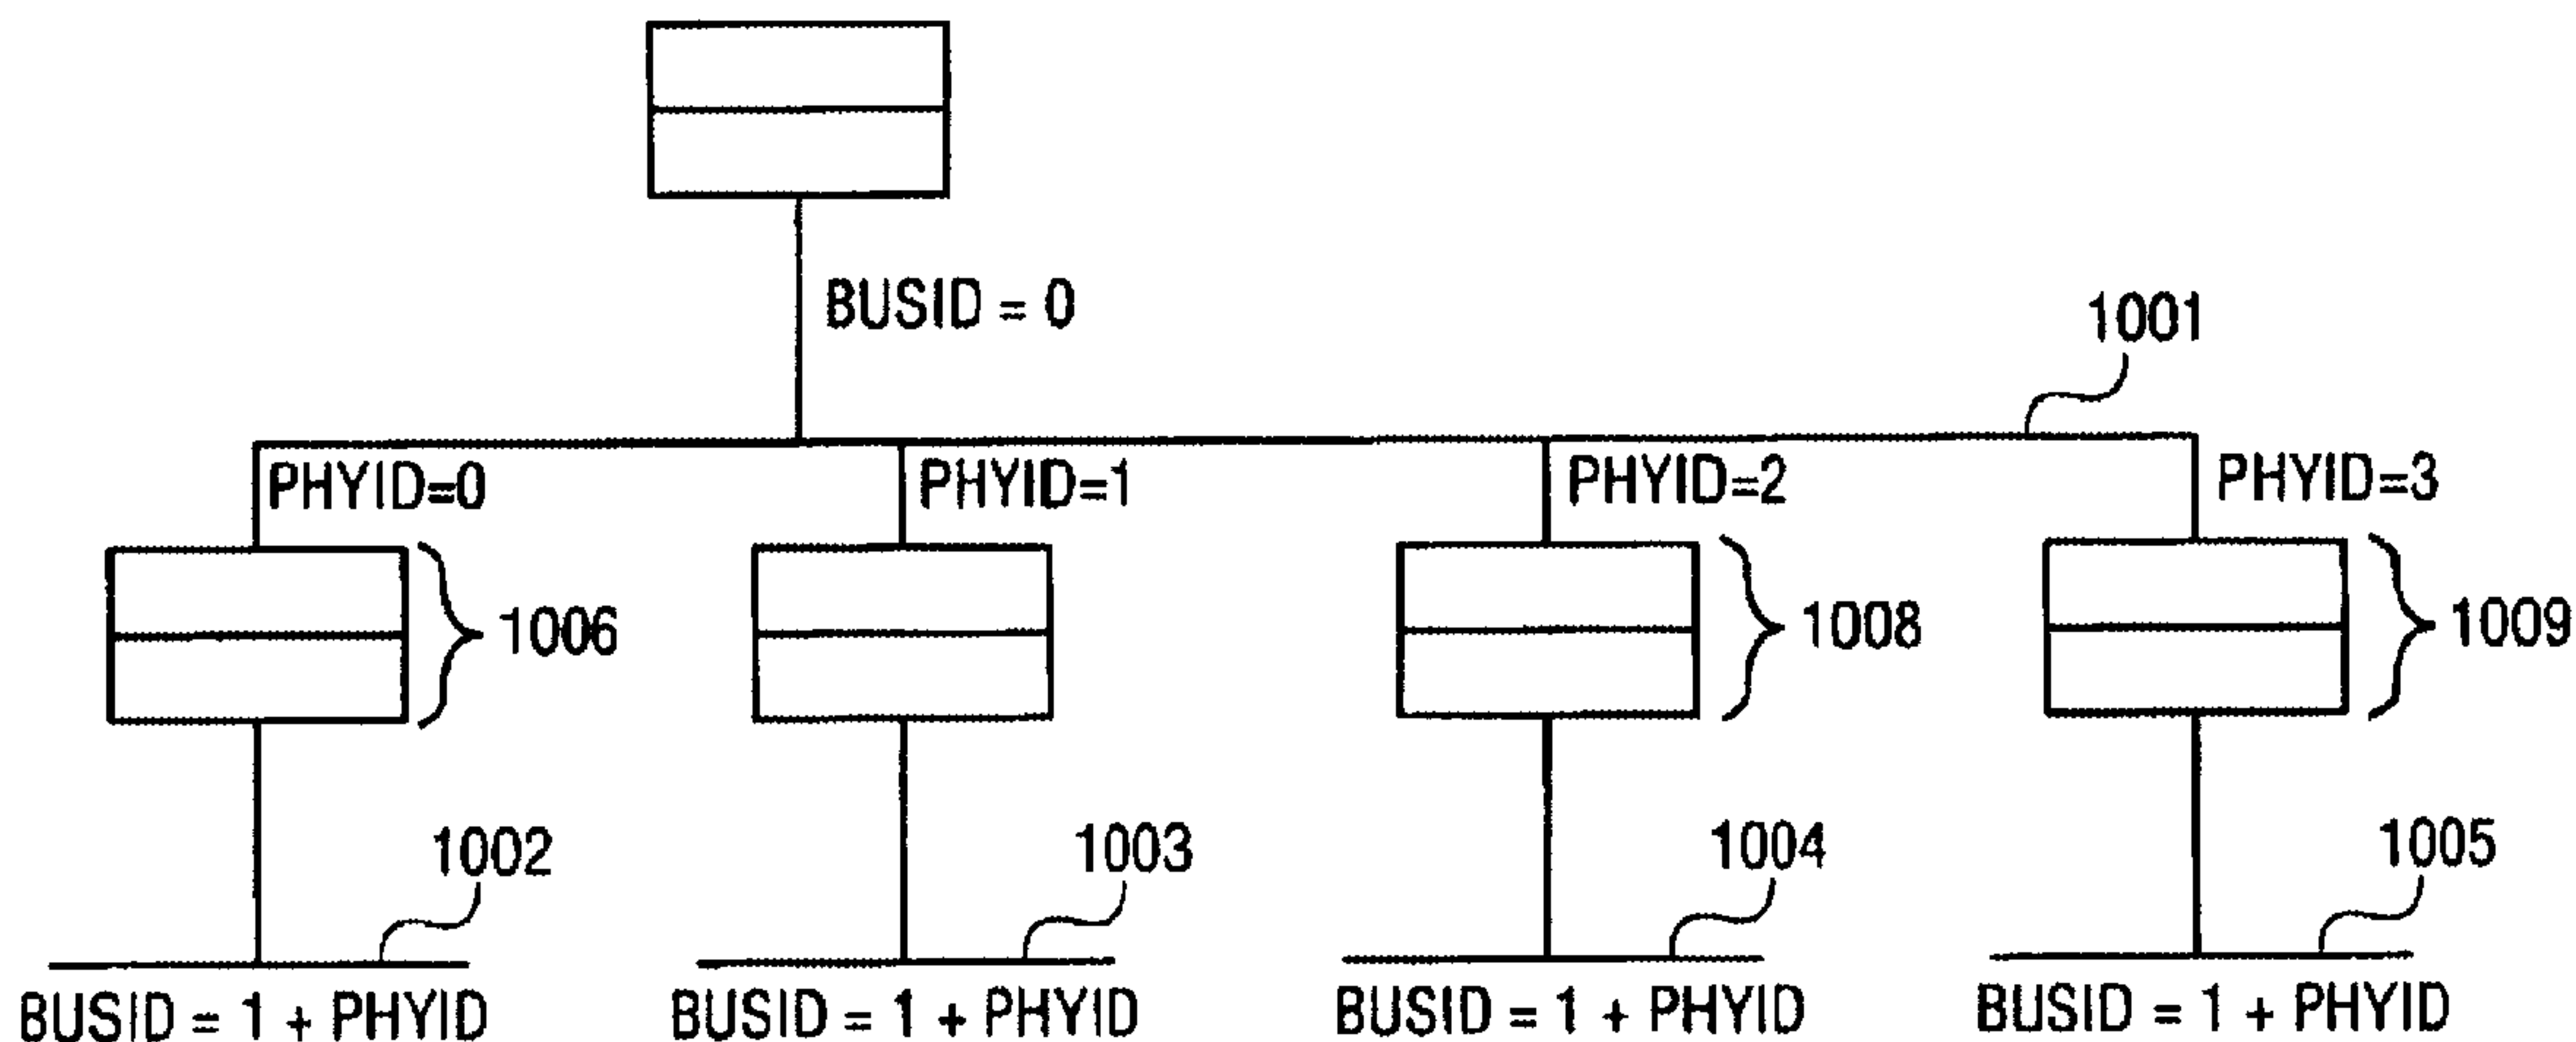 BUSID = 0
1001
PHYID=0
PHYID=1
PHYID=2
PHYID=3
1006
1008
1009
1002
1003
1004
1005
BUSID = 1 + PHYID
BUSID = 1 + PHYID
BUSID = 1 + PHYID
BUSID = 1 + PHYID